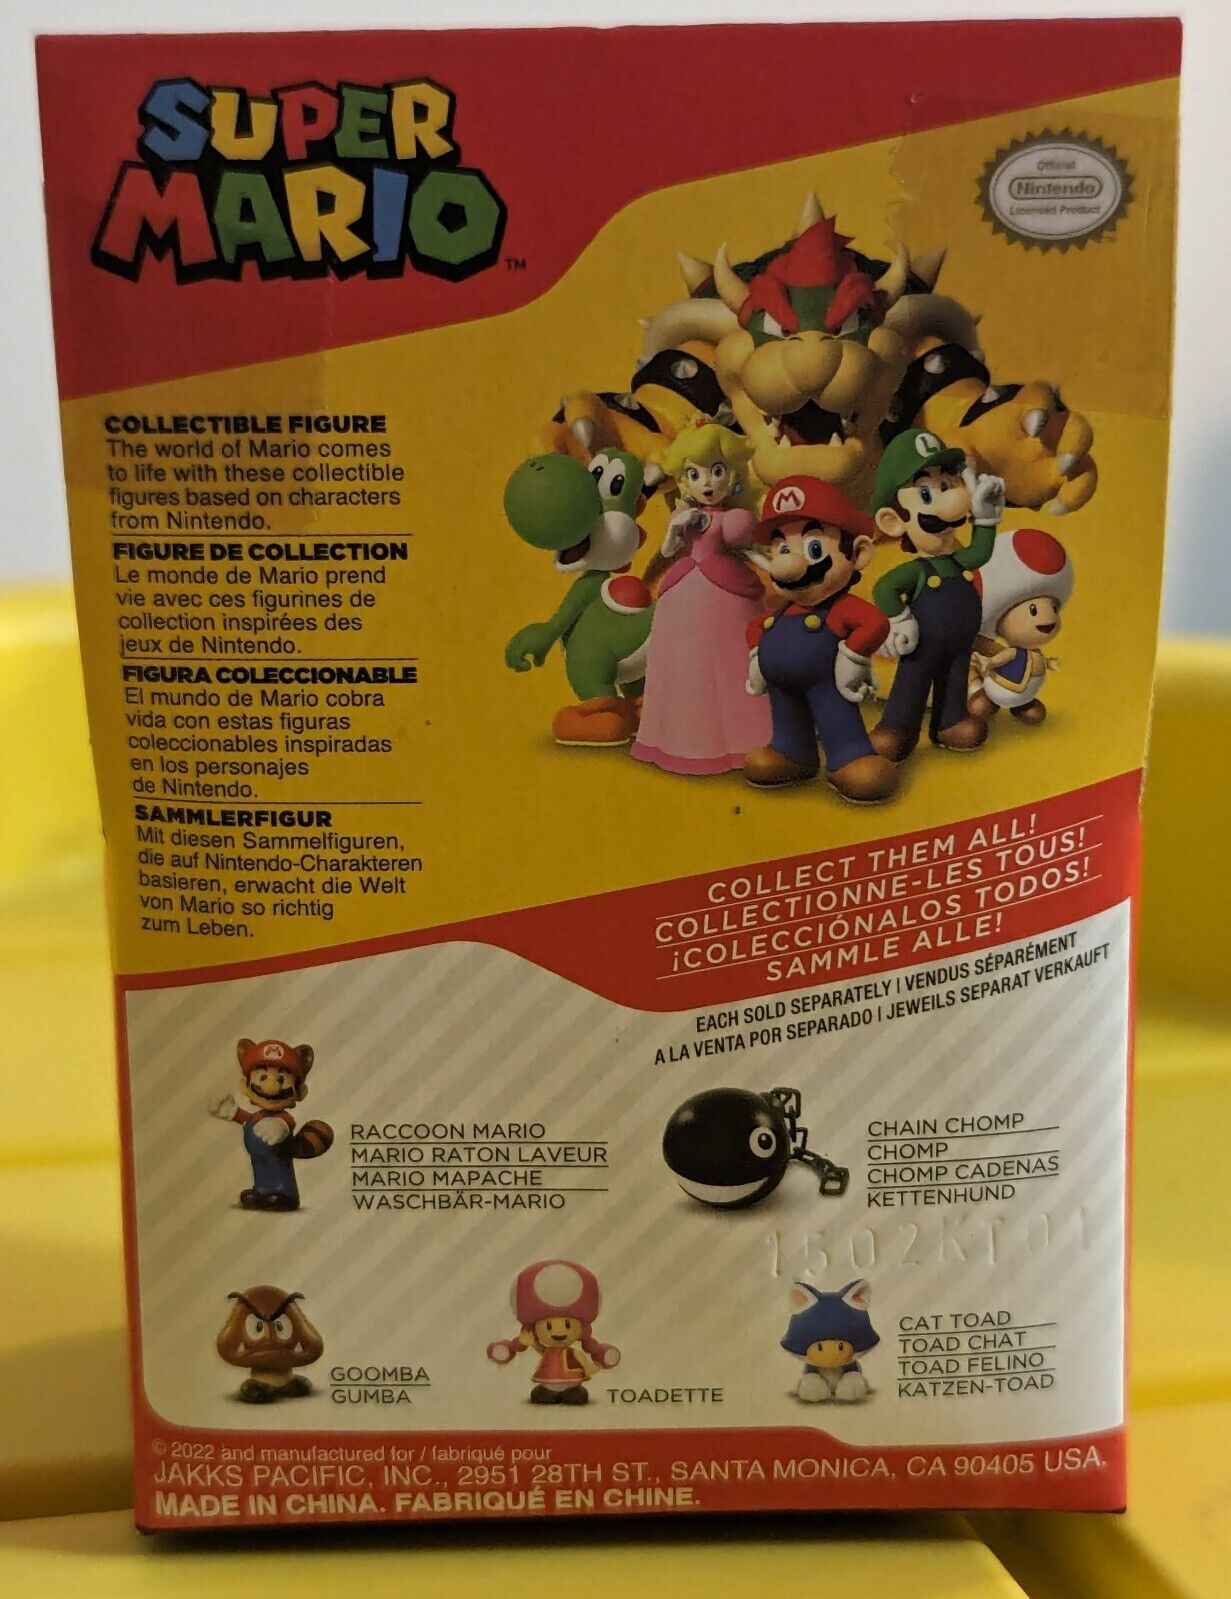 SUPER
MARIO™
Official
Nintendo
Licensed Product
COLLECTIBLE FIGURE
The world of Mario comes
to life with these collectible
figures based on characters
from Nintendo.
FIGURE DE COLLECTION
Le monde de Mario prend
vie avec ces figurines de
collection inspirées des
jeux de Nintendo.
FIGURA COLECCIONABLE
El mundo de Mario cobra
vida con estas figuras
coleccionables inspiradas
en los personajes
de Nintendo.
SAMMLERFIGUR
Mit diesen Sammelfiguren,
die auf Nintendo-Charakteren
basieren, erwacht die Welt
von Mario so richtig
zum Leben.
L
M
COLLECT THEM ALL!
COLLECTIONNE-LES TOUS!
¡COLECCIÓNALOS TODOS!
SAMMLE ALLE!
EACH SOLD SEPARATELY | VENDUS SÉPARÉMENT
A LA VENTA POR SEPARADO | JEWEILS SEPARAT VERKAUFT
M
RACCOON MARIO
MARIO RATON LAVEUR
MARIO MAPACHE
WASCHBÄR-MARIO
CHAIN CHOMP
CHOMP
CHOMP CADENAS
KETTENHUND
1502KT01
GOOMBA
GUMBA
TOADETTE
CAT TOAD
TOAD CHAT
TOAD FELINO
KATZEN-TOAD
© 2022 and manufactured for / fabriqué pour
JAKKS PACIFIC, INC., 2951 28TH ST., SANTA MONICA, CA 90405 USA.
MADE IN CHINA. FABRIQUÉ EN CHINE.